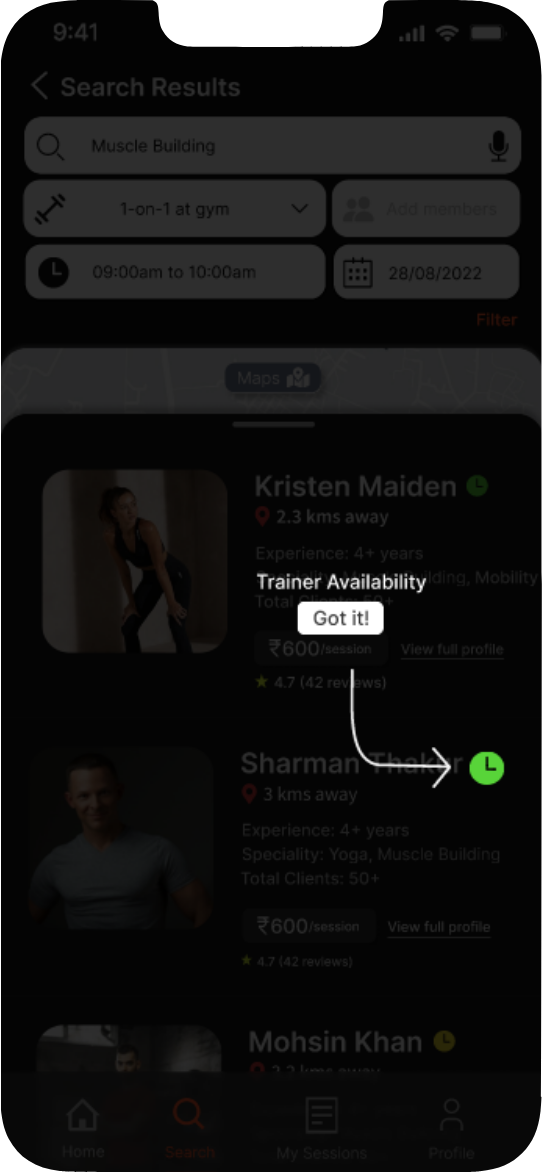 9:41
Search Results
Muscle Building
1-on-1 at gym
Add members
09:00am to 10:00am
28/08/2022
Filter
Maps
Kristen Maiden
2.3 kms away
Experience: 4+ years
Building, Mobility
Trainer Availability
Total Clients: 50+
Got it!
₹600/session
View full profile
4.7 (42 reviews)
Sharman Thakur
3 kms away
Experience: 4+ years
Speciality: Yoga, Muscle Building
Total Clients: 50+
₹600/session
View full profile
4.7 (42 reviews)
Mohsin Khan
Home
Search
My Sessions
Profile